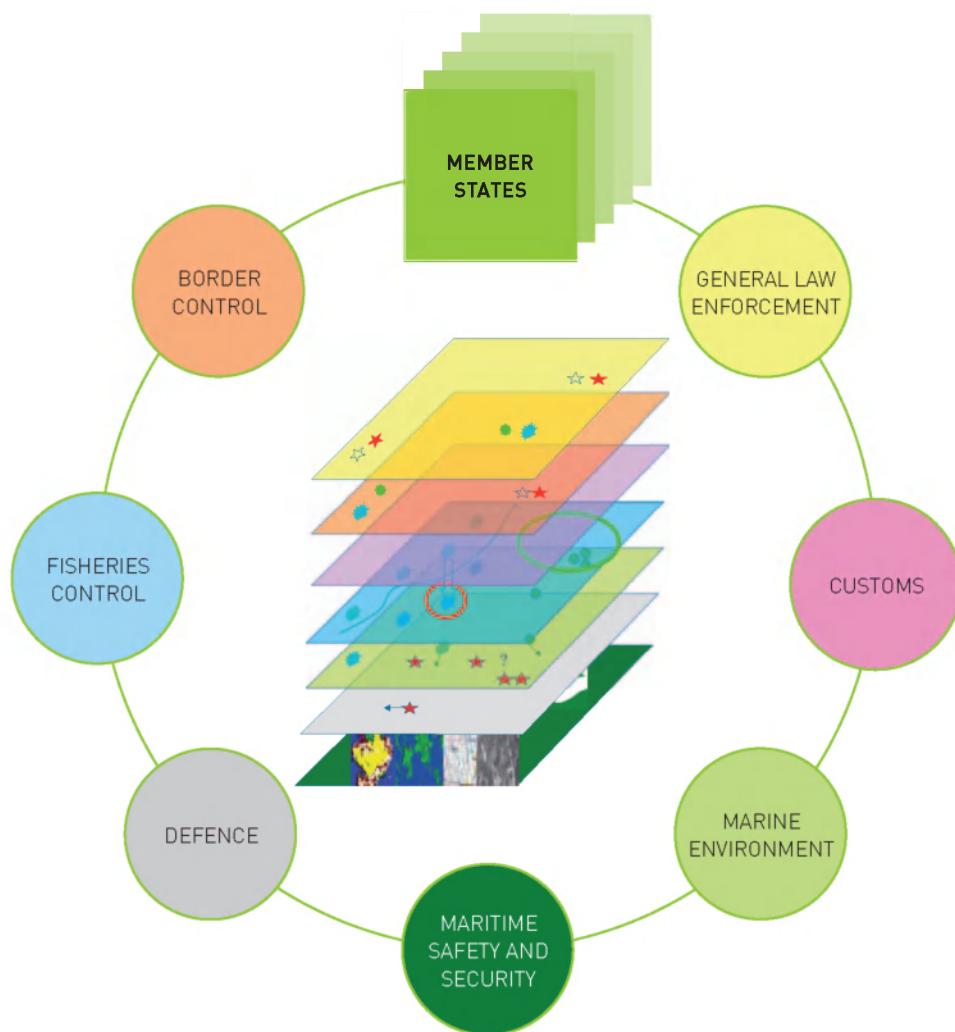 MEMBER
STATES
BORDER
CONTROL
GENERAL LAW
ENFORCEMENT
FISHERIES
CONTROL
CUSTOMS
?
DEFENCE
MARINE
ENVIRONMENT
MARITIME
SAFETY AND
SECURITY